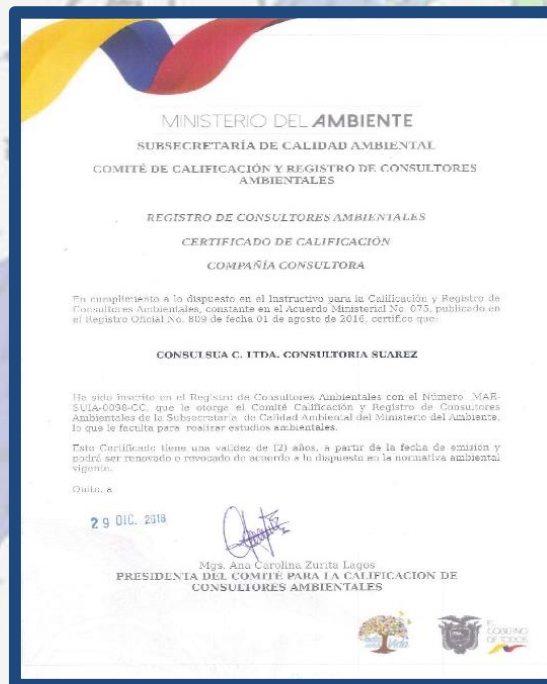 MINISTERIO DEL AMBIENTE
SUBSECRETARÍA DE CALIDAD AMBIENTAL
COMITÉ DE CALIFICACIÓN Y REGISTRO DE CONSULTORES
AMBIENTALES
REGISTRO DE CONSULTORES AMBIENTALES
CERTIFICADO DE CALIFICACIÓN
COMPAÑÍA CONSULTORA
En cumplimiento a lo dispuesto en el Instructivo para la Calificación y Registro de
Consultores Ambientales, constante en el Acuerdo Ministerial No. 075, publicado en
el Registro Oficial No. 809 de fecha 01 de agosto de 2016, certifico que:
CONSULSUA C. LTDA. CONSULTORIA SUAREZ
Ha sido inscrito en el Registro de Consultores Ambientales con el Número MAE-
SUIA-0098-CC, que le otorga el Comité Calificación y Registro de Consultores
Ambientales de la Subsecretaría de Calidad Ambiental del Ministerio del Ambiente,
lo que le faculta para realizar estudios ambientales.
Este Certificado tiene una validez de (2) años, a partir de la fecha de emisión y
podrá ser renovado o revocado de acuerdo a lo dispuesto en la normativa ambiental
vigente.
Quito, a
29 DIC. 2018
Mgs. Ana Carolina Zurita Lagos
PRESIDENTA DEL COMITÉ PARA LA CALIFICACION DE
CONSULTORES AMBIENTALES
EL
GOBIERNO
DE TODOS